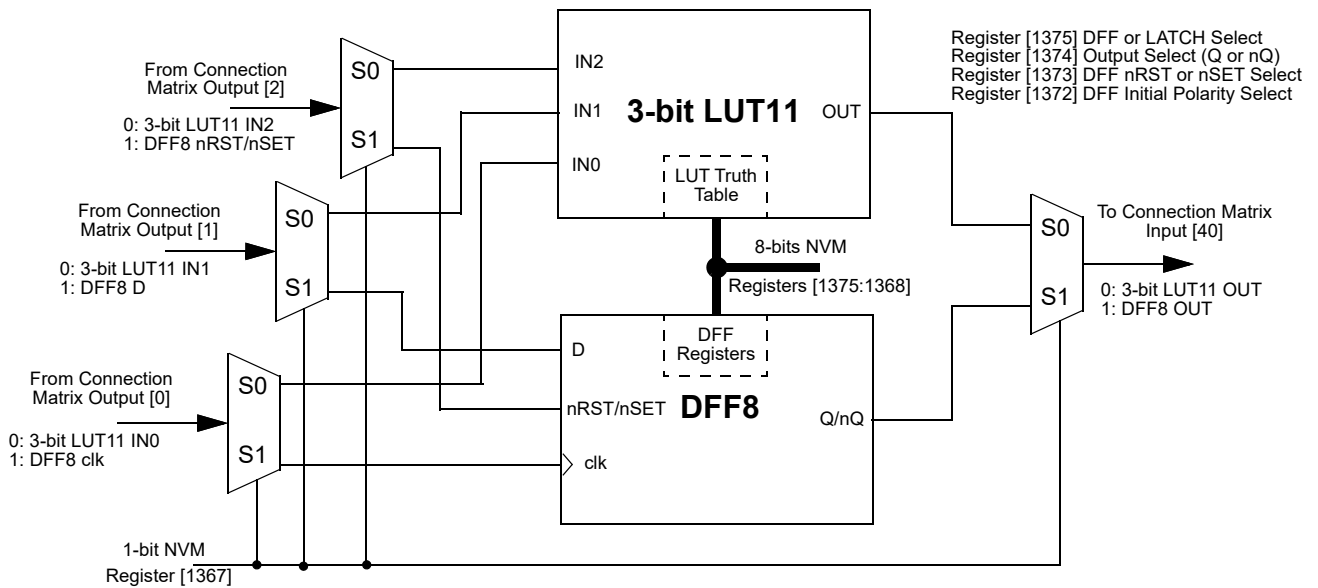 Register [1375] DFF or LATCH Select
Register [1374] Output Select (Q or nQ)
Register [1373] DFF nRST or nSET Select
Register [1372] DFF Initial Polarity Select
From Connection
Matrix Output [2]
0: 3-bit LUT11 IN2
1: DFF8 nRST/nSET
S0
S1
IN2
IN1
IN0
3-bit LUT11
OUT
LUT Truth
Table
From Connection
Matrix Output [1]
0: 3-bit LUT11 IN1
1: DFF8 D
S0
S1
8-bits NVM
Registers [1375:1368]
To Connection Matrix
Input [40]
S0
S1
0: 3-bit LUT11 OUT
1: DFF8 OUT
From Connection
Matrix Output [0]
0: 3-bit LUT11 IN0
1: DFF8 clk
S0
S1
DFF
Registers
D
nRST/nSET
clk
DFF8
Q/nQ
1-bit NVM
Register [1367]